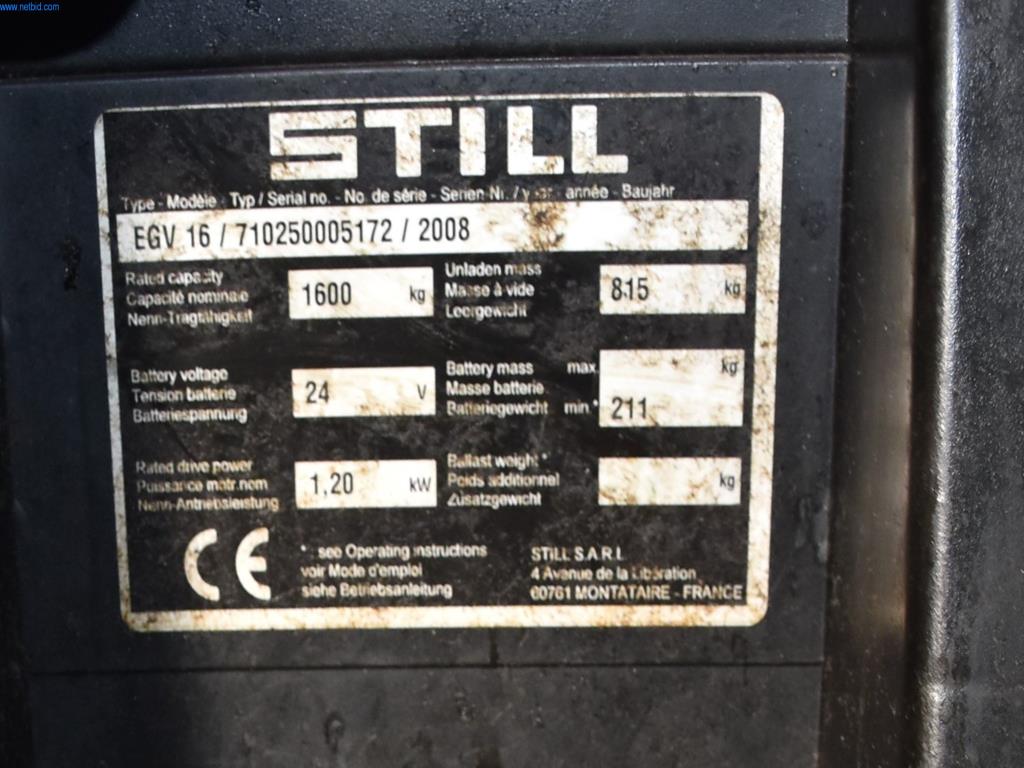 www.netbid.com
STILL
Type - Modèle - Typ / Serial no. - No. de série - Serien-Nr. / année - Baujahr
EGV 16 / 710250005172 / 2008
Rated capacity
Capacité nominale
Nenn-Tragfähigkeit
1600 kg
Unladen mass
Masse à vide
Leergewicht
815 kg
Battery voltage
Tension batterie
Batteriespannung
24 V
Battery mass max.
Masse batterie
Batteriegewicht min.*
kg
211
Rated drive power
Puissance motr.nom
Nenn-Antriebsleistung
1,20 kW
Ballast weight *
Poids additionnel
Zusatzgewicht
kg
CE
* : see Operating instructions
voir Mode d'emploi
siehe Betriebsanleitung
STILL S.A.R.L
4 Avenue de la Libération
60761 MONTATAIRE - FRANCE